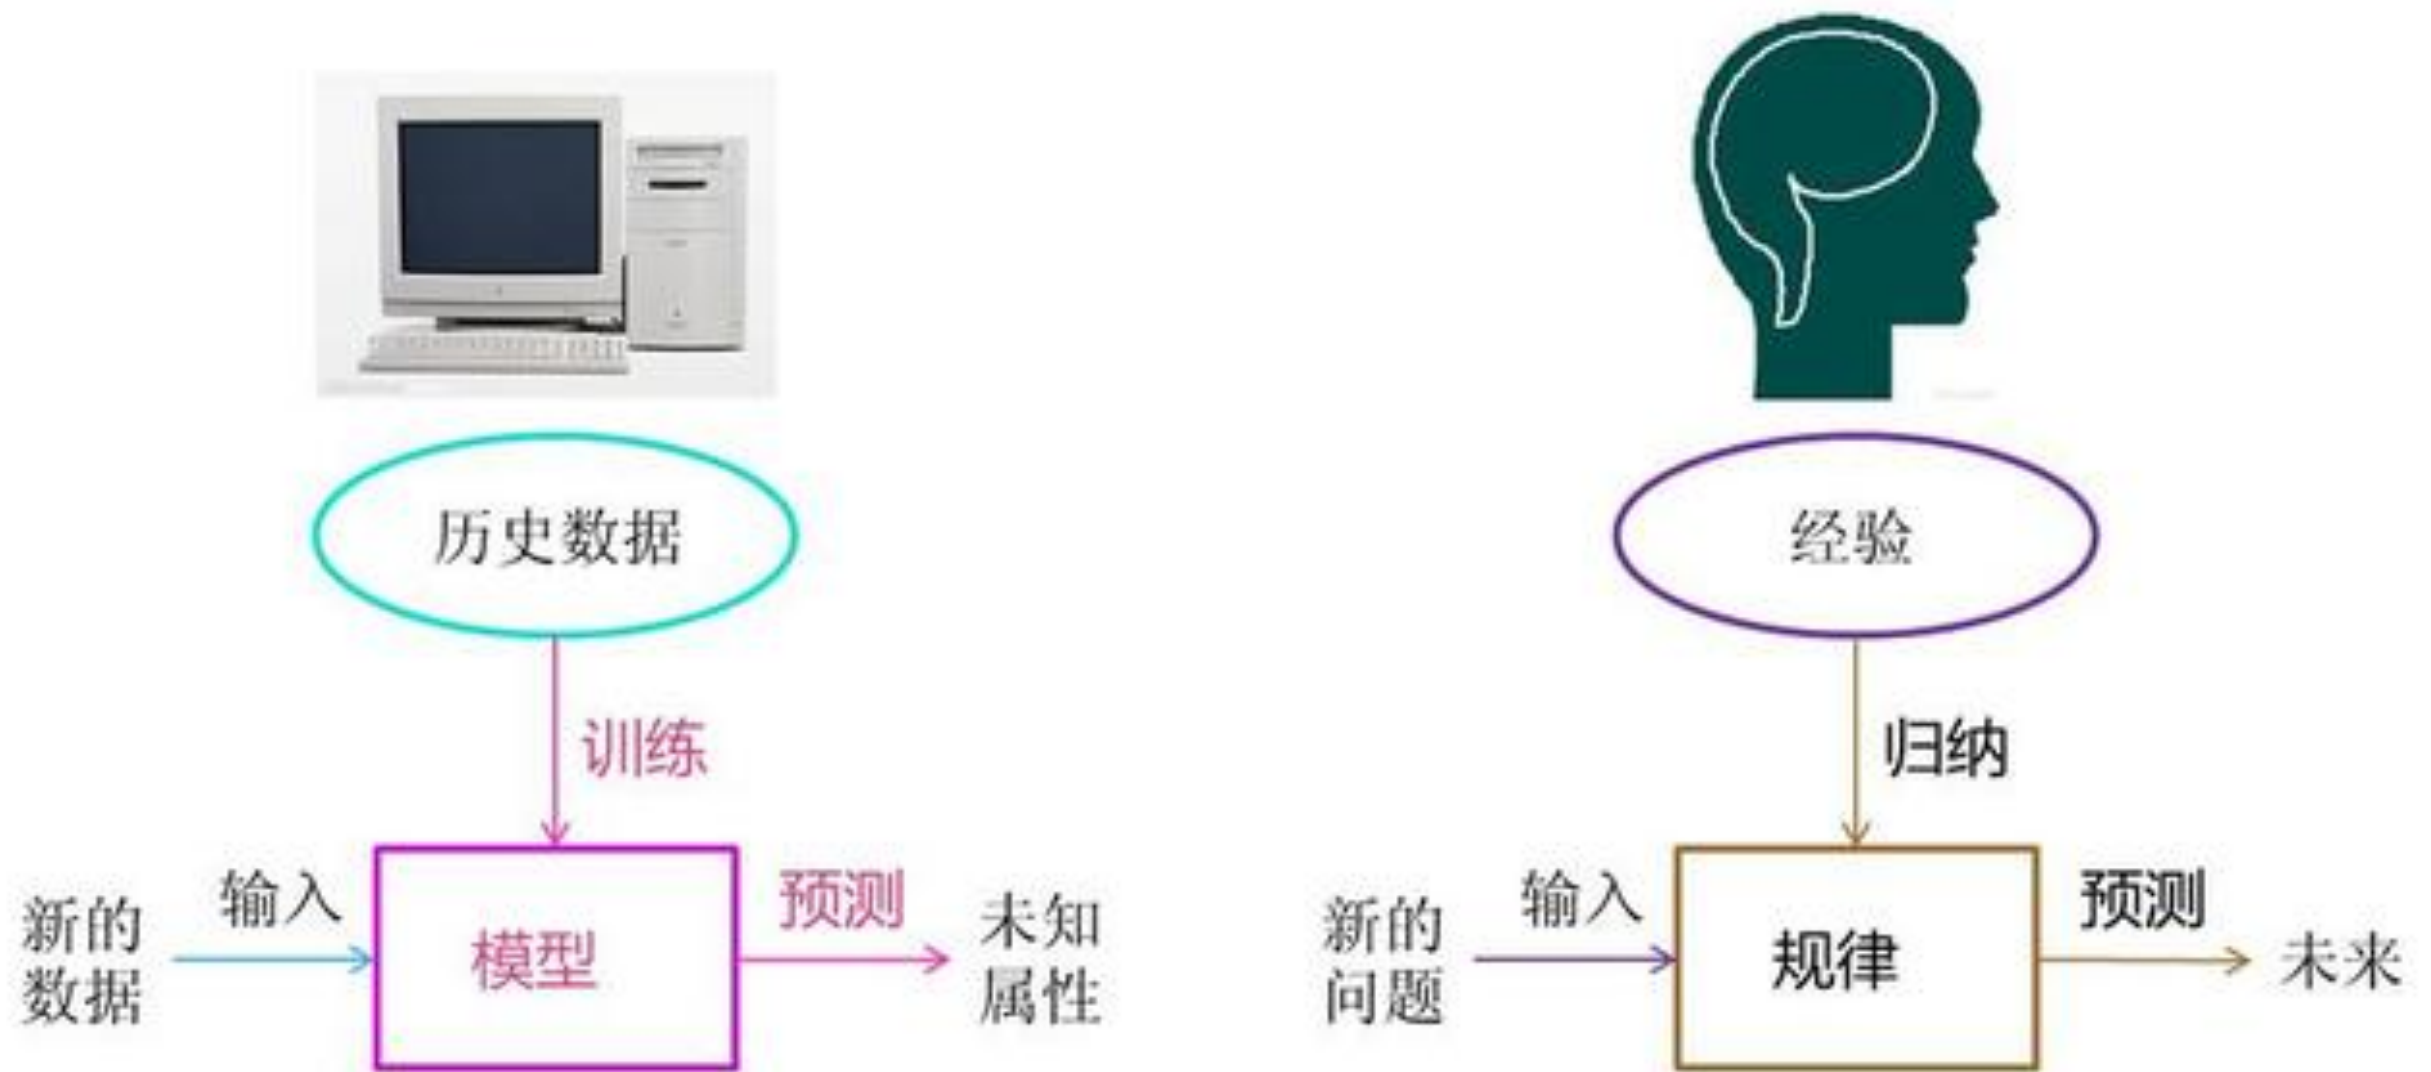 历史数据
训练
输入
新的
数据
模型
预测
未知
属性
经验
归纳
输入
新的
问题
规律
预测
未来